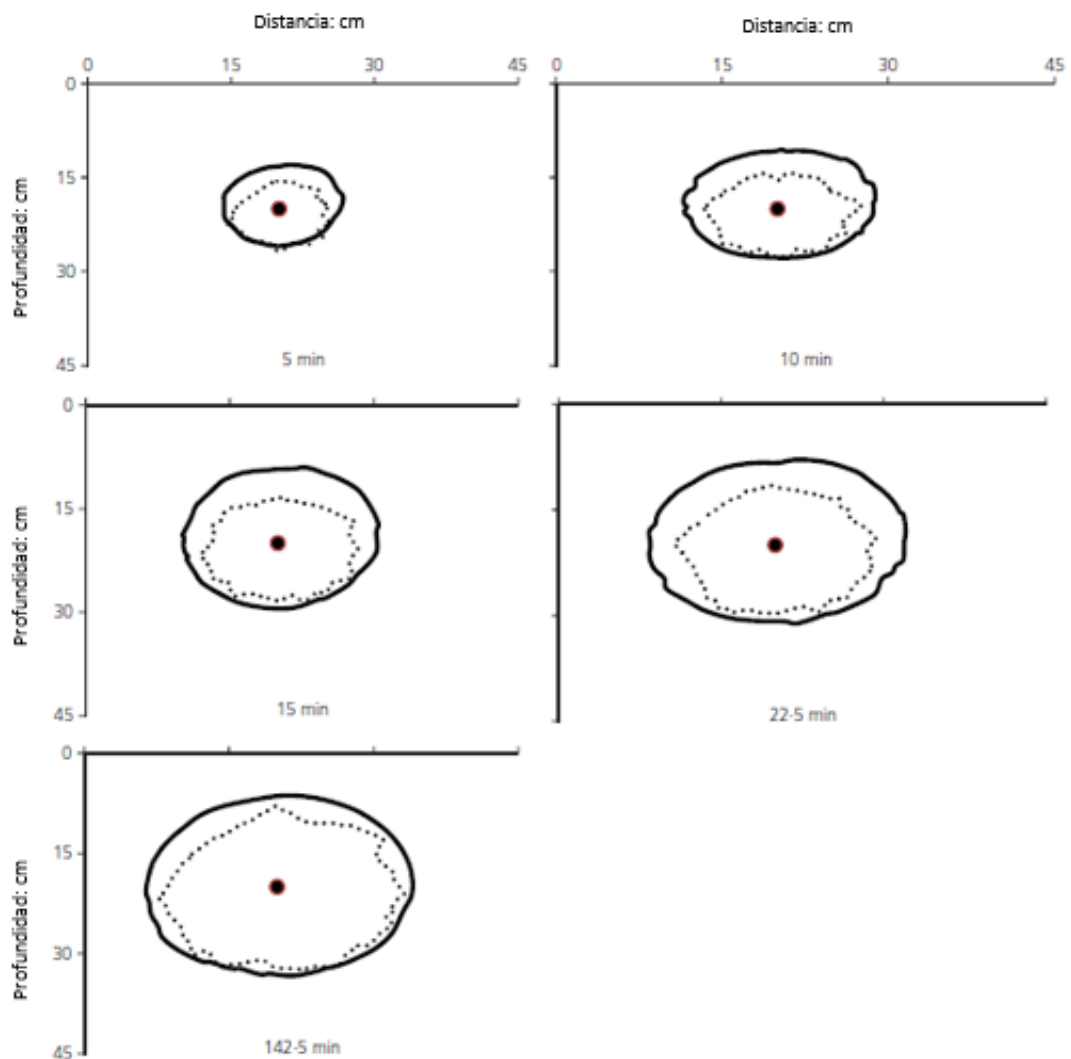 Distancia: cm
Distancia: cm
0 15 30 45
0 15 30 45
0
15
30
45
Profundidad: cm
5 min
10 min
0
15
30
45
Profundidad: cm
15 min
22·5 min
0
15
30
45
Profundidad: cm
142·5 min